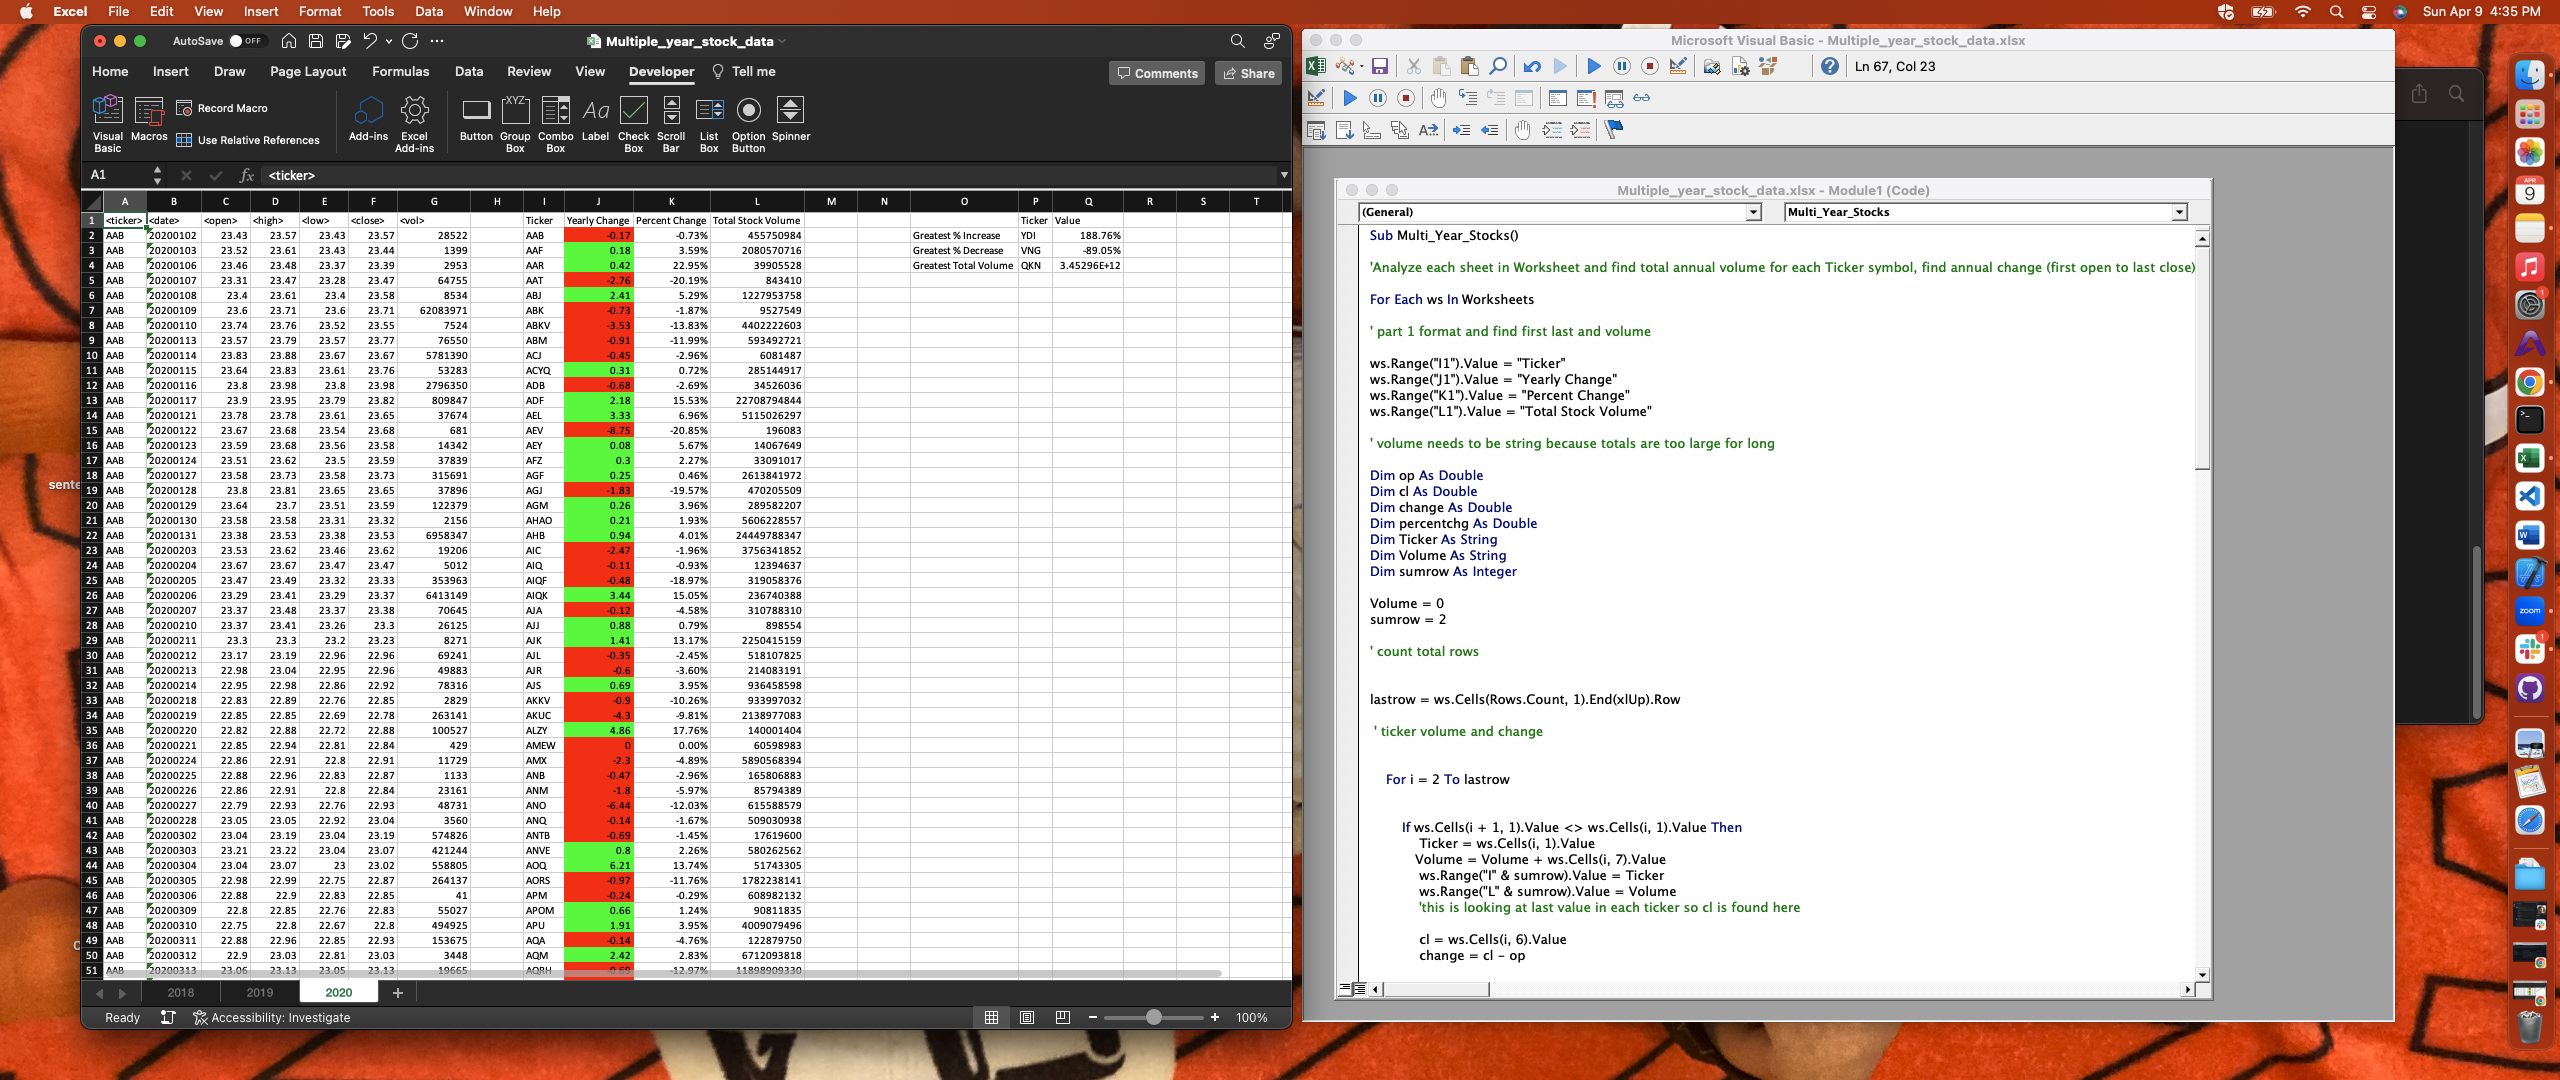 Excel File Edit View Insert Format Tools Data Window Help
Sun Apr 9 4:35 PM
AutoSave OFF
Multiple_year_stock_data
Home Insert Draw Page Layout Formulas Data Review View Developer Tell me
Comments Share
Visual Basic Macros Record Macro Use Relative References Add-ins Excel Add-ins Button Group Box Combo Box Label Check Box Scroll Bar List Box Option Button Spinner
A1 fx <ticker>
A B C D E F G H I J K L M N O P Q R S T
1 <ticker> <date> <open> <high> <low> <close> <vol> Ticker Yearly Change Percent Change Total Stock Volume Ticker Value
2 AAB 20200102 23.43 23.57 23.43 23.57 28522 AAB -0.17 -0.73% 455750984 Greatest % Increase YDI 188.76%
3 AAB 20200103 23.52 23.61 23.43 23.44 1399 AAF 0.18 3.59% 2080570716 Greatest % Decrease VNG -89.05%
4 AAB 20200106 23.46 23.48 23.37 23.39 2953 AAR 0.42 22.95% 39905528 Greatest Total Volume QKN 3.45296E+12
5 AAB 20200107 23.31 23.47 23.28 23.47 64755 AAT -2.76 -20.19% 843410
6 AAB 20200108 23.4 23.61 23.4 23.58 8534 ABJ 2.41 5.29% 1227953758
7 AAB 20200109 23.6 23.71 23.6 23.71 62083971 ABK -0.73 -1.87% 9527549
8 AAB 20200110 23.74 23.76 23.52 23.55 7524 ABKV -3.53 -13.83% 4402222603
9 AAB 20200113 23.57 23.79 23.57 23.77 76550 ABM -0.91 -11.99% 593492721
10 AAB 20200114 23.83 23.88 23.67 23.67 5781390 ACJ -0.45 -2.96% 6081487
11 AAB 20200115 23.64 23.83 23.61 23.76 53283 ACYQ 0.31 0.72% 285144917
12 AAB 20200116 23.8 23.98 23.8 23.98 2796350 ADB -0.68 -2.69% 34526036
13 AAB 20200117 23.9 23.95 23.79 23.82 809847 ADF 2.18 15.53% 22708794844
14 AAB 20200121 23.78 23.78 23.61 23.65 37674 AEL 3.33 6.96% 5115026297
15 AAB 20200122 23.67 23.68 23.54 23.68 681 AEV -8.75 -20.85% 196083
16 AAB 20200123 23.59 23.68 23.56 23.58 14342 AEY 0.08 5.67% 14067649
17 AAB 20200124 23.51 23.62 23.5 23.59 37839 AFZ 0.3 2.27% 33091017
18 AAB 20200127 23.58 23.73 23.58 23.73 315691 AGF 0.25 0.46% 2613841972
19 AAB 20200128 23.8 23.81 23.65 23.65 37896 AGJ -1.83 -19.57% 470205509
20 AAB 20200129 23.64 23.7 23.51 23.59 122379 AGM 0.26 3.96% 289582207
21 AAB 20200130 23.58 23.58 23.31 23.32 2156 AHAO 0.21 1.93% 5606228557
22 AAB 20200131 23.38 23.53 23.38 23.53 6958347 AHB 0.94 4.01% 24449788347
23 AAB 20200203 23.53 23.62 23.46 23.62 19206 AIC -2.47 -1.96% 3756341852
24 AAB 20200204 23.67 23.67 23.47 23.47 5012 AIQ -0.11 -0.93% 12394637
25 AAB 20200205 23.47 23.49 23.32 23.33 353963 AIQF -0.48 -18.97% 319058376
26 AAB 20200206 23.29 23.41 23.29 23.37 6413149 AIQK 3.44 15.05% 236740388
27 AAB 20200207 23.37 23.48 23.37 23.38 70645 AJA -0.12 -4.58% 310788310
28 AAB 20200210 23.37 23.41 23.26 23.3 26125 AJJ 0.88 0.79% 898554
29 AAB 20200211 23.3 23.3 23.2 23.23 8271 AJK 1.41 13.17% 2250415159
30 AAB 20200212 23.17 23.19 22.96 22.96 69241 AJL -0.35 -2.45% 518107825
31 AAB 20200213 22.98 23.04 22.95 22.96 49883 AJR -0.6 -3.60% 214083191
32 AAB 20200214 22.95 22.98 22.86 22.92 78316 AJS 0.69 3.95% 936458598
33 AAB 20200218 22.83 22.89 22.76 22.85 2829 AKKV -0.9 -10.26% 933997032
34 AAB 20200219 22.85 22.85 22.69 22.78 263141 AKUC -4.3 -9.81% 2138977083
35 AAB 20200220 22.82 22.88 22.72 22.88 100527 ALZY 4.86 17.76% 140001404
36 AAB 20200221 22.85 22.94 22.81 22.84 429 AMEW 0 0.00% 60598983
37 AAB 20200224 22.86 22.91 22.8 22.91 11729 AMX -2.3 -4.89% 5890568394
38 AAB 20200225 22.88 22.96 22.83 22.87 1133 ANB -0.47 -2.96% 165806883
39 AAB 20200226 22.86 22.91 22.8 22.84 23161 ANM -1.8 -5.97% 85794389
40 AAB 20200227 22.79 22.93 22.76 22.93 48731 ANO -6.44 -12.03% 615588579
41 AAB 20200228 23.05 23.05 22.92 23.04 3560 ANQ -0.14 -1.67% 509030938
42 AAB 20200302 23.04 23.19 23.04 23.19 574826 ANTB -0.69 -1.45% 17619600
43 AAB 20200303 23.21 23.22 23.04 23.07 421244 ANVE 0.8 2.26% 580262562
44 AAB 20200304 23.04 23.07 23 23.02 558805 AOQ 6.21 13.74% 51743305
45 AAB 20200305 22.98 22.99 22.75 22.87 264137 AORS -0.97 -11.76% 1782238141
46 AAB 20200306 22.88 22.9 22.83 22.85 41 APM -0.24 -0.29% 608982132
47 AAB 20200309 22.8 22.85 22.76 22.83 55027 APOM 0.66 1.24% 90811835
48 AAB 20200310 22.75 22.8 22.67 22.8 494925 APU 1.91 3.95% 4009079496
49 AAB 20200311 22.88 22.96 22.85 22.93 153675 AQA -0.14 -4.76% 122879750
50 AAB 20200312 22.9 23.03 22.81 23.03 3448 AQM 2.42 2.83% 6712093818
51 AAB 20200313 23.06 23.13 23.05 23.13 19665 AQRH -0.69 -12.97% 11898909330
2018 2019 2020
Ready Accessibility: Investigate 100%
sente
Microsoft Visual Basic - Multiple_year_stock_data.xlsx
Ln 67, Col 23
Multiple_year_stock_data.xlsx - Module1 (Code)
(General) Multi_Year_Stocks
Sub Multi_Year_Stocks()
'Analyze each sheet in Worksheet and find total annual volume for each Ticker symbol, find annual change (first open to last close)
For Each ws In Worksheets
' part 1 format and find first last and volume
ws.Range("I1").Value = "Ticker"
ws.Range("J1").Value = "Yearly Change"
ws.Range("K1").Value = "Percent Change"
ws.Range("L1").Value = "Total Stock Volume"
' volume needs to be string because totals are too large for long
Dim op As Double
Dim cl As Double
Dim change As Double
Dim percentchg As Double
Dim Ticker As String
Dim Volume As String
Dim sumrow As Integer
Volume = 0
sumrow = 2
' count total rows
lastrow = ws.Cells(Rows.Count, 1).End(xlUp).Row
' ticker volume and change
For i = 2 To lastrow
If ws.Cells(i + 1, 1).Value <> ws.Cells(i, 1).Value Then
Ticker = ws.Cells(i, 1).Value
Volume = Volume + ws.Cells(i, 7).Value
ws.Range("I" & sumrow).Value = Ticker
ws.Range("L" & sumrow).Value = Volume
'this is looking at last value in each ticker so cl is found here
cl = ws.Cells(i, 6).Value
change = cl - op
APR
9
zoom